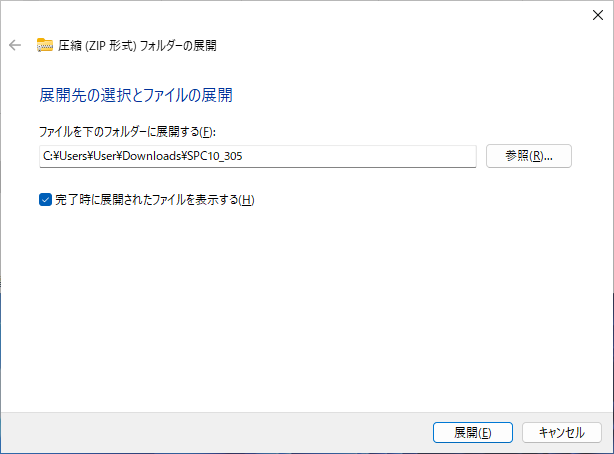 圧縮 (ZIP 形式) フォルダーの展開
展開先の選択とファイルの展開
ファイルを下のフォルダーに展開する(F):
C:¥Users¥User¥Downloads¥SPC10_305
参照(R)...
完了時に展開されたファイルを表示する(H)
展開(E)
キャンセル